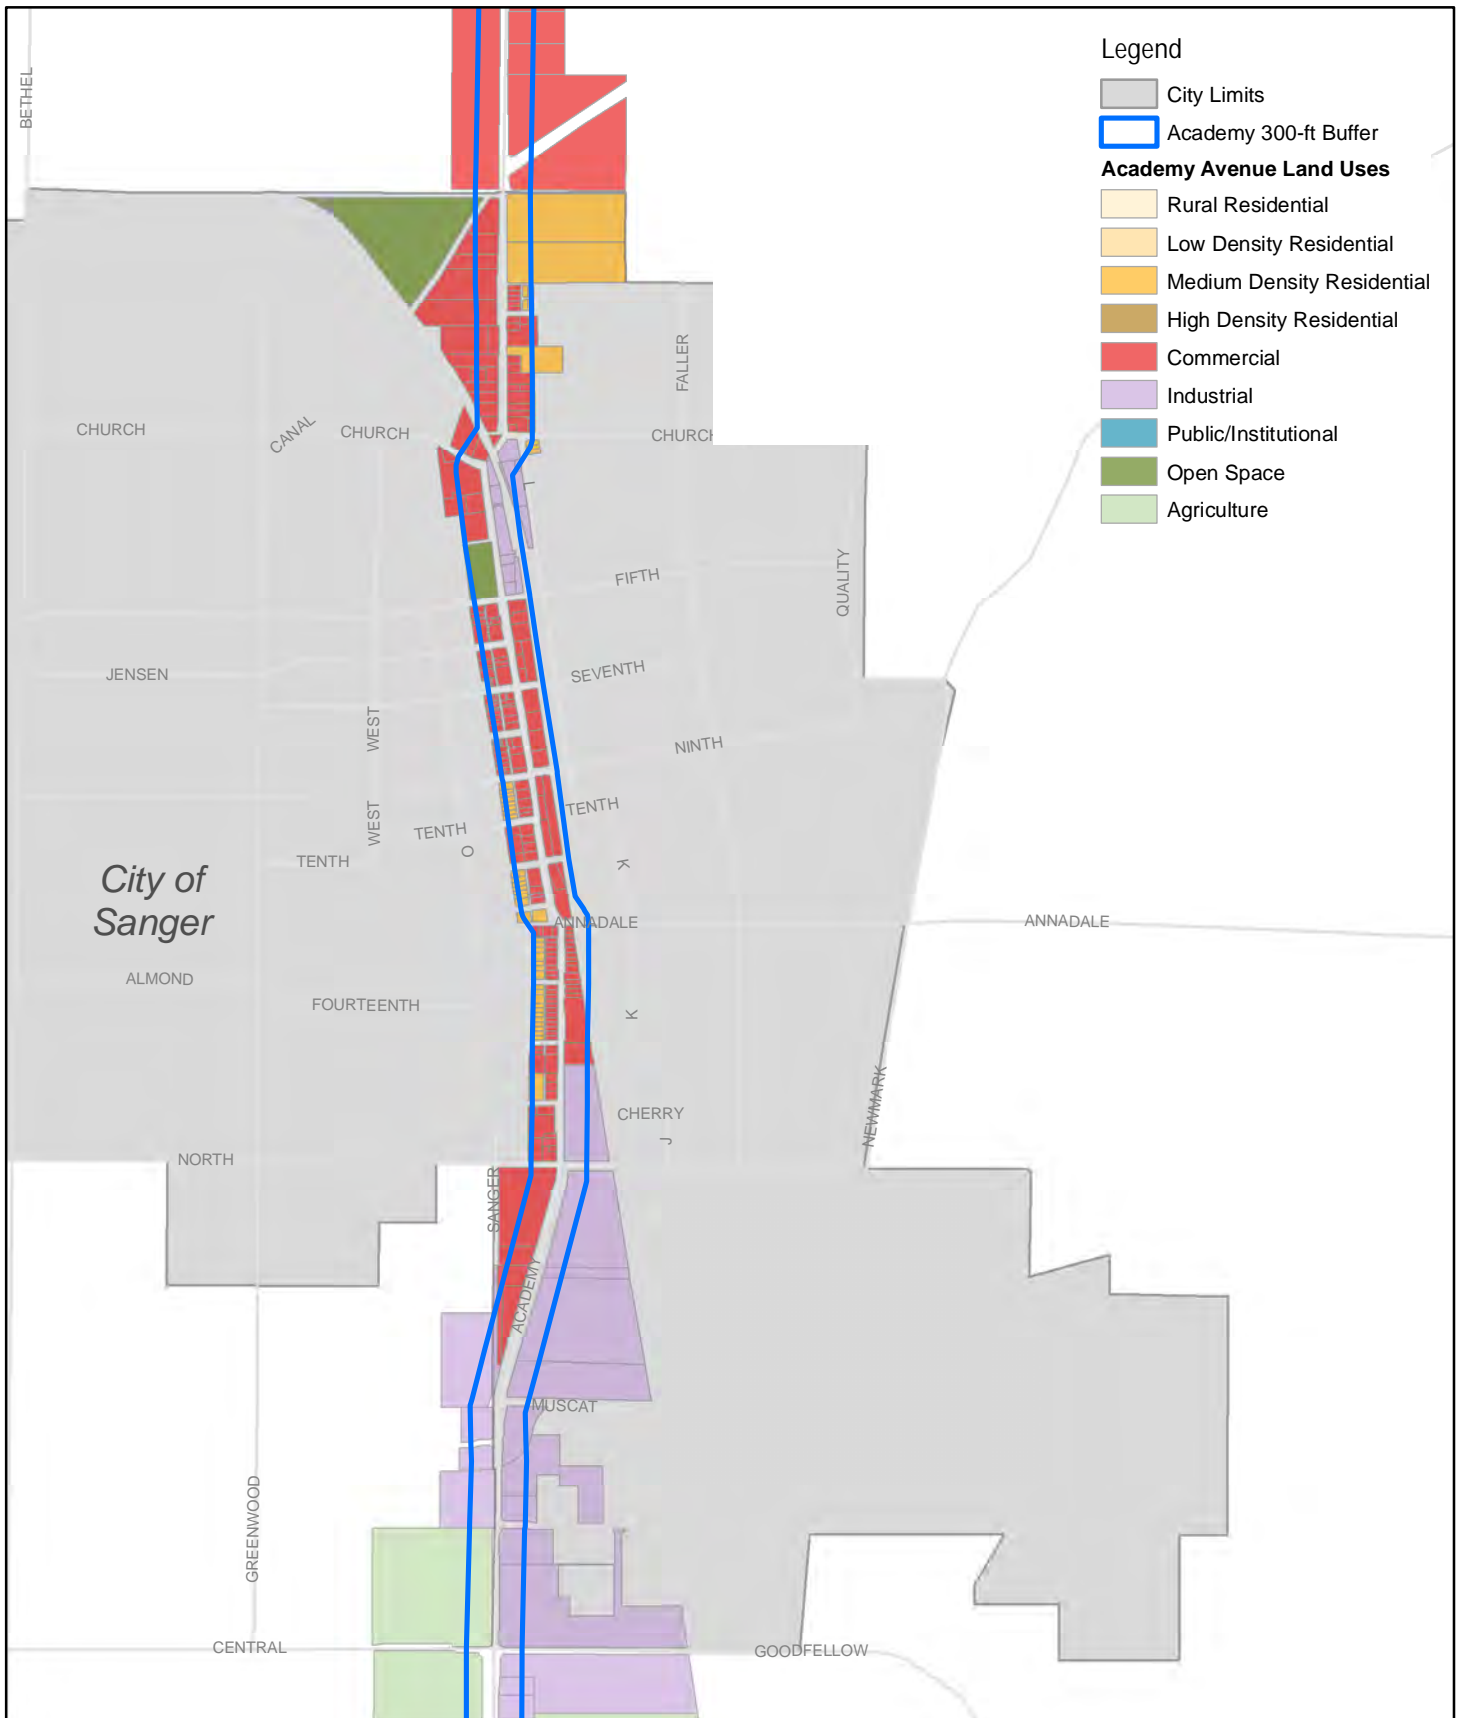 Legend
City Limits
Academy 300-ft Buffer
Academy Avenue Land Uses
Rural Residential
Low Density Residential
Medium Density Residential
High Density Residential
Commercial
Industrial
Public/Institutional
Open Space
Agriculture
BETHEL
FALLER
CHURCH
CANAL
CHURCH
CHURCH
L
FIFTH
QUALITY
JENSEN
SEVENTH
WEST
NINTH
WEST
TENTH
TENTH
TENTH
O
K
City of
Sanger
ANNADALE
ANNADALE
ALMOND
FOURTEENTH
K
NEWMARK
CHERRY
J
NORTH
SANGER
ACADEMY
MUSCAT
GREENWOOD
CENTRAL
GOODFELLOW